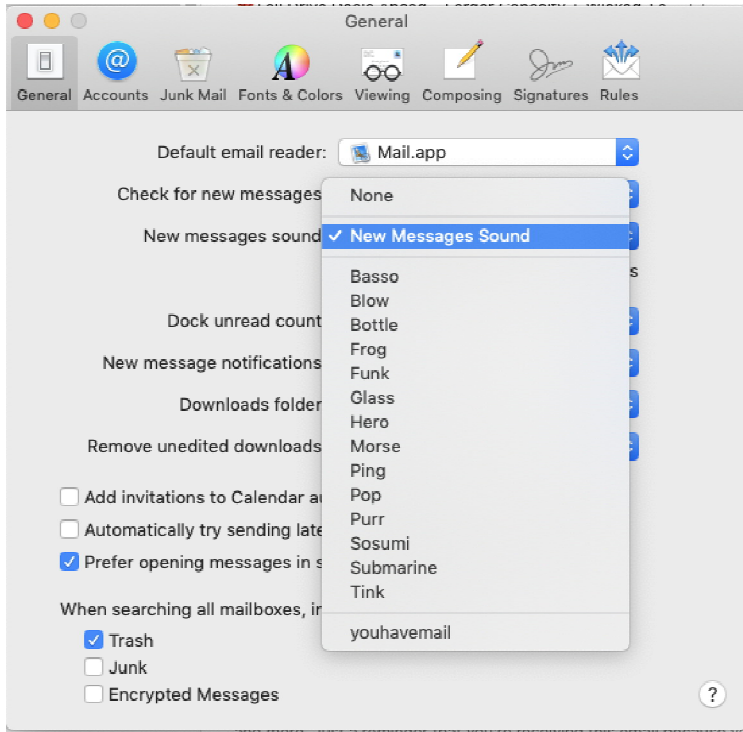 General
General Accounts Junk Mail Fonts & Colors Viewing Composing Signatures Rules
Default email reader: Mail.app
Check for new messages
None
New messages sound ✓ New Messages Sound
s
Basso
Blow
Dock unread count
Bottle
Frog
New message notifications
Funk
Downloads folder
Glass
Hero
Remove unedited downloads
Morse
Ping
Add invitations to Calendar au
Pop
Purr
Automatically try sending late
Sosumi
Prefer opening messages in s
Submarine
Tink
When searching all mailboxes, in
youhavemail
Trash
Junk
Encrypted Messages
?